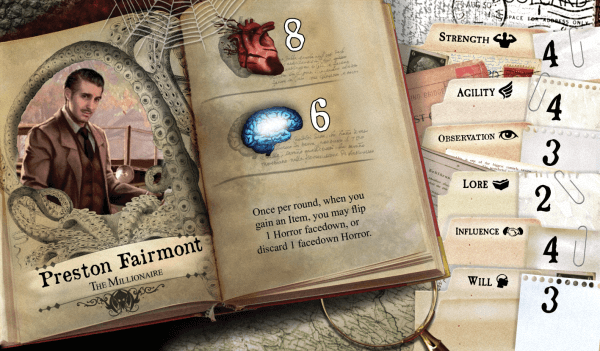 8
6
Once per round, when you
gain an Item, you may flip
1 Horror facedown, or
discard 1 facedown Horror.
Preston Fairmont
The Millionaire
Strength 4
Agility 4
Observation 3
Lore 2
Influence 4
Will 3